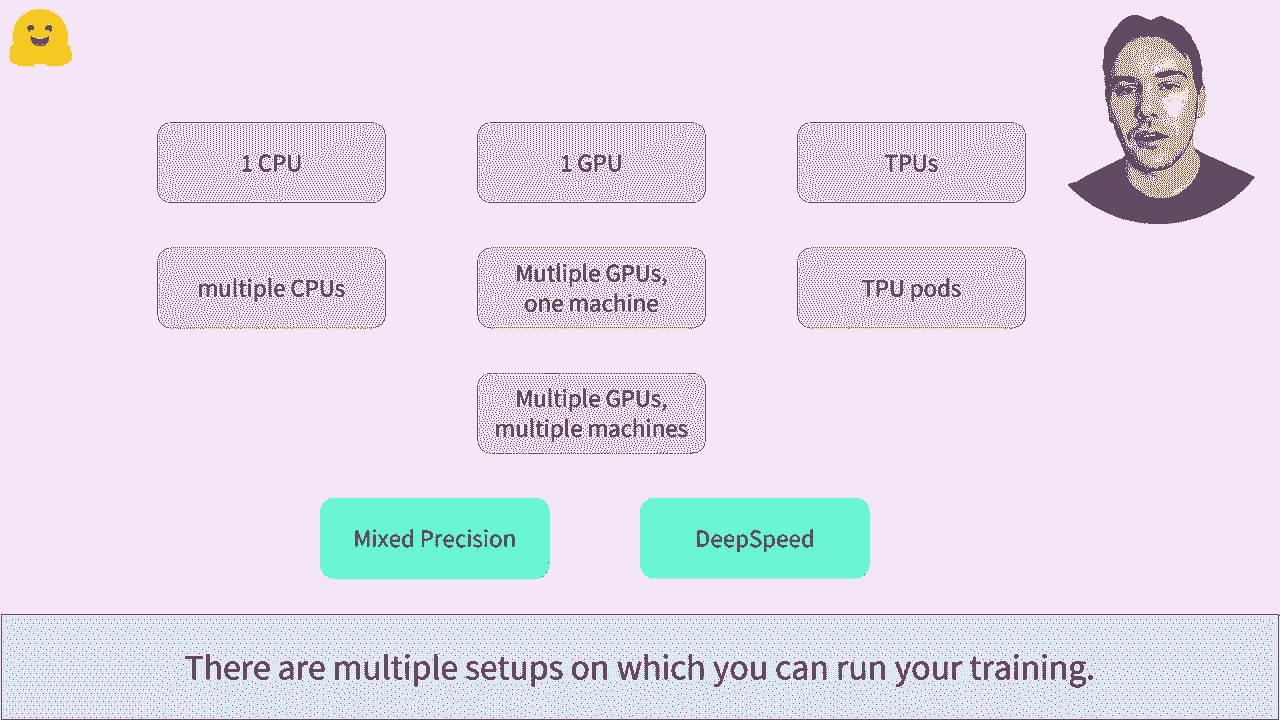 1 CPU
1 GPU
TPUs
multiple CPUs
Mutliple GPUs,
one machine
TPU pods
Multiple GPUs,
multiple machines
Mixed Precision
DeepSpeed
There are multiple setups on which you can run your training.